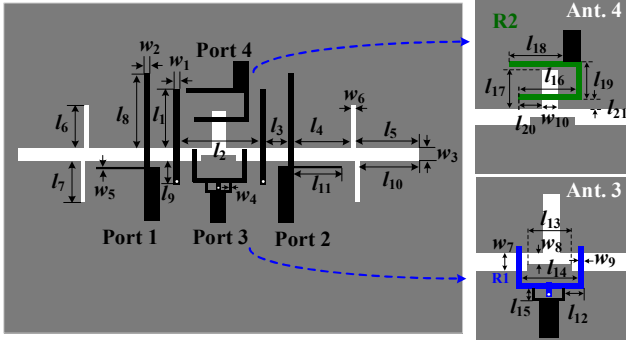 w2
w1
Port 4
l8
l1
l6
w6
l2
l3
l4
l5
w3
l7
w5
l9
w4
l11
l10
Port 1
Port 3
Port 2
R2
Ant. 4
l18
l17
l16
l19
l20
w10
l21
Ant. 3
l13
w7
w8
l14
w9
R1
l15
l12